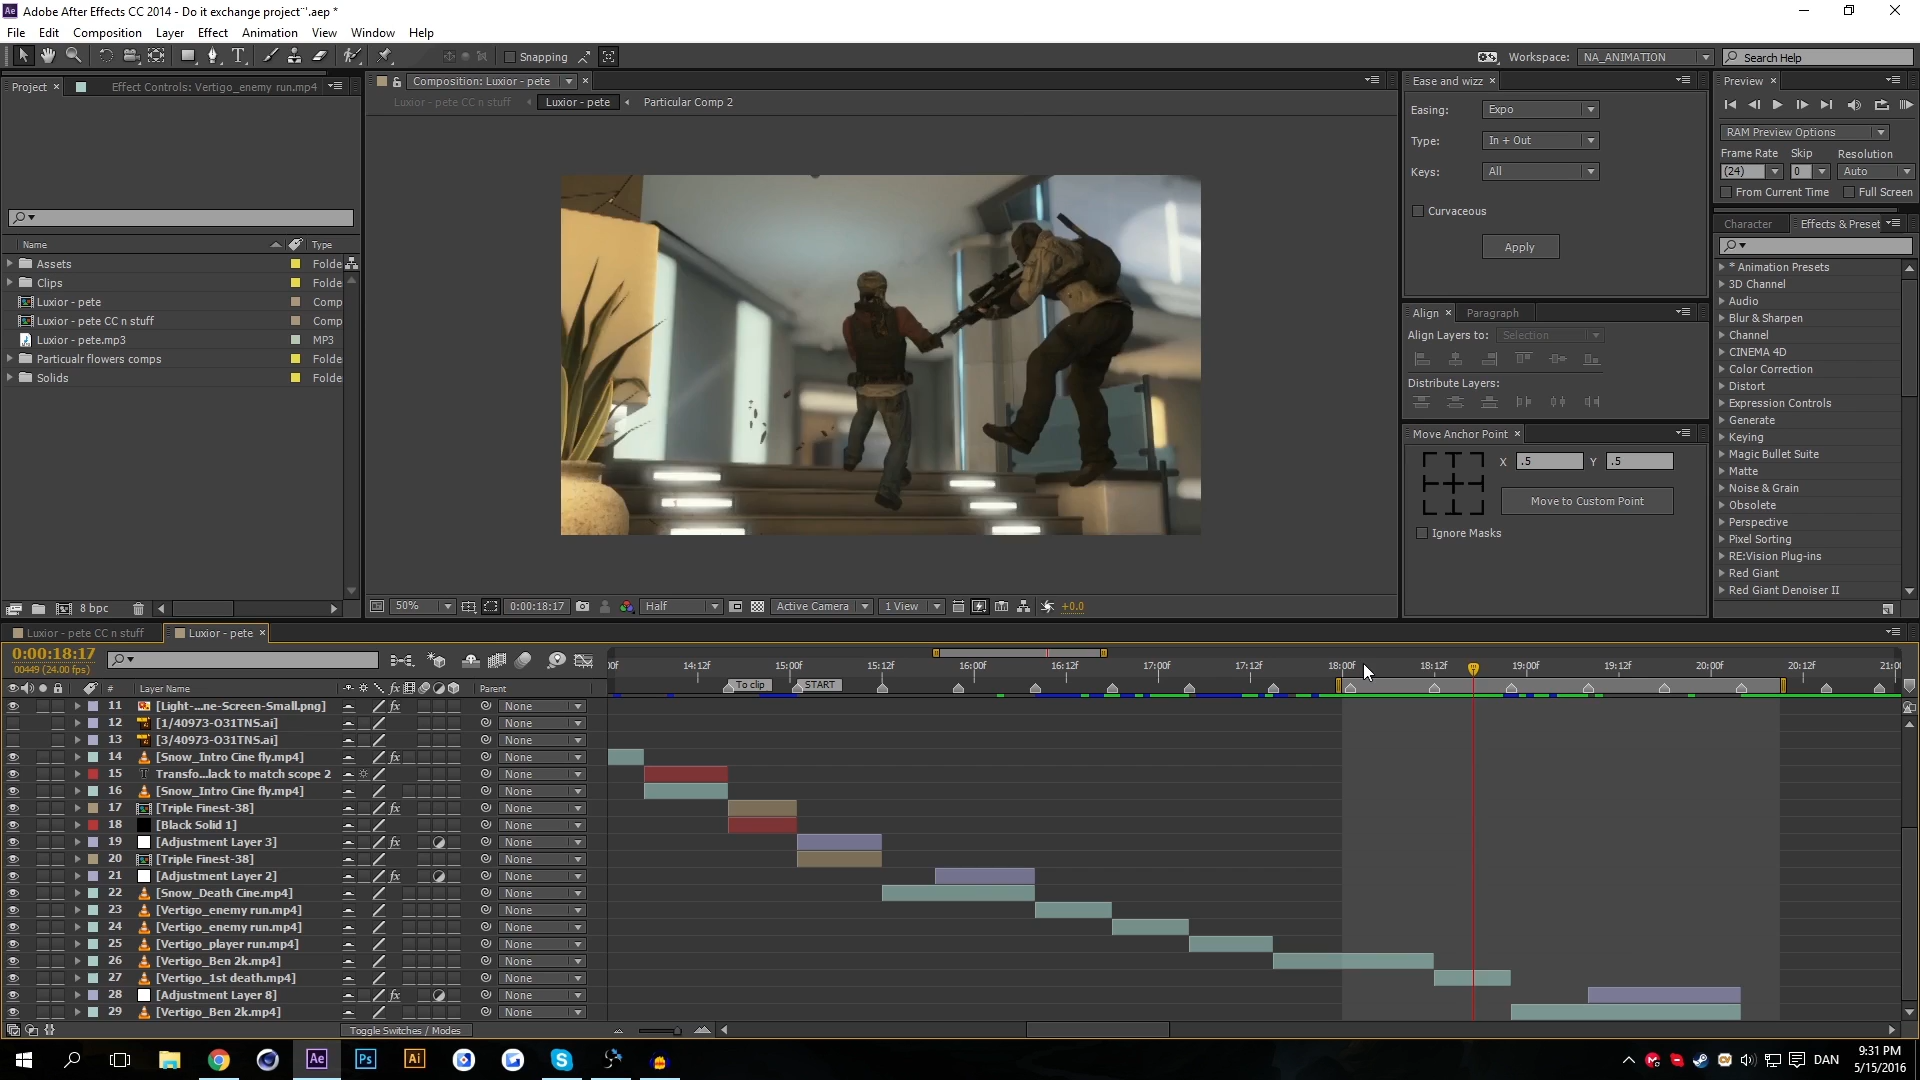 Adobe After Effects CC 2014 - Do it exchange project¨'.aep *
File Edit Composition Layer Effect Animation View Window Help
Snapping
Workspace: NA_ANIMATION
Search Help
Project Effect Controls: Vertigo_enemy run.mp4
Name Type
Assets Folde
Clips Folde
Luxior - pete Comp
Luxior - pete CC n stuff Comp
Luxior - pete.mp3 MP3
Particualr flowers comps Folde
Solids Folde
8 bpc
Composition: Luxior - pete
Luxior - pete CC n stuff Luxior - pete Particular Comp 2
50% 0:00:18:17 Half Active Camera 1 View +0.0
Ease and wizz
Easing: Expo
Type: In + Out
Keys: All
Curvaceous
Apply
Align Paragraph
Align Layers to: Selection
Distribute Layers:
Move Anchor Point
X .5 Y .5
Move to Custom Point
Ignore Masks
Preview
RAM Preview Options
Frame Rate Skip Resolution
(24) 0 Auto
From Current Time Full Screen
Character Effects & Preset
* Animation Presets
3D Channel
Audio
Blur & Sharpen
Channel
CINEMA 4D
Color Correction
Distort
Expression Controls
Generate
Keying
Magic Bullet Suite
Matte
Noise & Grain
Obsolete
Perspective
Pixel Sorting
RE:Vision Plug-ins
Red Giant
Red Giant Denoiser II
Luxior - pete CC n stuff Luxior - pete
0:00:18:17
00449 (24.00 fps)
00f 14:12f 15:00f 15:12f 16:00f 16:12f 17:00f 17:12f 18:00f 18:12f 19:00f 19:12f 20:00f 20:12f 21:0
To clip START
# Layer Name Parent
11 [Light-...ne-Screen-Small.png] None
12 [1/40973-O31TNS.ai] None
13 [3/40973-O31TNS.ai] None
14 [Snow_Intro Cine fly.mp4] None
15 Transfo...lack to match scope 2 None
16 [Snow_Intro Cine fly.mp4] None
17 [Triple Finest-38] None
18 [Black Solid 1] None
19 [Adjustment Layer 3] None
20 [Triple Finest-38] None
21 [Adjustment Layer 2] None
22 [Snow_Death Cine.mp4] None
23 [Vertigo_enemy run.mp4] None
24 [Vertigo_enemy run.mp4] None
25 [Vertigo_player run.mp4] None
26 [Vertigo_Ben 2k.mp4] None
27 [Vertigo_1st death.mp4] None
28 [Adjustment Layer 8] None
29 [Vertigo_Ben 2k.mp4] None
Toggle Switches / Modes
Ae Ps Ai
DAN
9:31 PM
5/15/2016